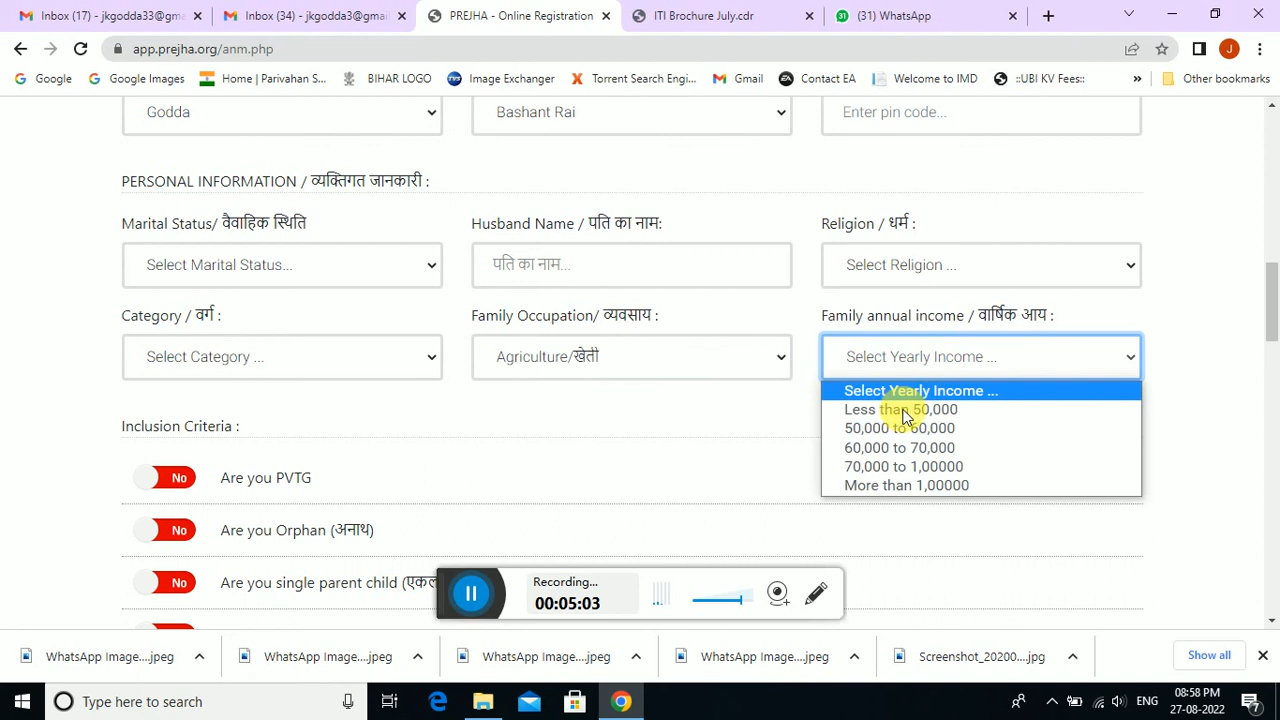 Inbox (17) - jkgodda33@gma
Inbox (34) - jkgodda3@gmail
PREJHA - Online Registration
ITI Brochure July.cdr
(31) WhatsApp
app.prejha.org/anm.php
J
Google
Google Images
Home | Parivahan S...
BIHAR LOGO
Image Exchanger
Torrent Search Engi...
Gmail
Contact EA
Welcome to IMD
::UBI KV Fees::
»
Other bookmarks
Godda
Bashant Rai
Enter pin code...
PERSONAL INFORMATION / व्यक्तिगत जानकारी :
Marital Status/ वैवाहिक स्थिति
Husband Name / पति का नाम:
Religion / धर्म :
Select Marital Status...
पति का नाम...
Select Religion ...
Category / वर्ग :
Family Occupation/ व्यवसाय :
Family annual income / वार्षिक आय :
Select Category ...
Agriculture/खेती
Select Yearly Income ...
Select Yearly Income ...
Less than 50,000
50,000 to 60,000
60,000 to 70,000
70,000 to 1,00000
More than 1,00000
Inclusion Criteria :
No Are you PVTG
No Are you Orphan (अनाथ)
No Are you single parent child (एकल
Recording...
00:05:03
WhatsApp Image....jpeg
WhatsApp Image....jpeg
WhatsApp Image....jpeg
WhatsApp Image....jpeg
Screenshot_20200....jpg
Show all
Type here to search
ENG
08:58 PM
27-08-2022
7